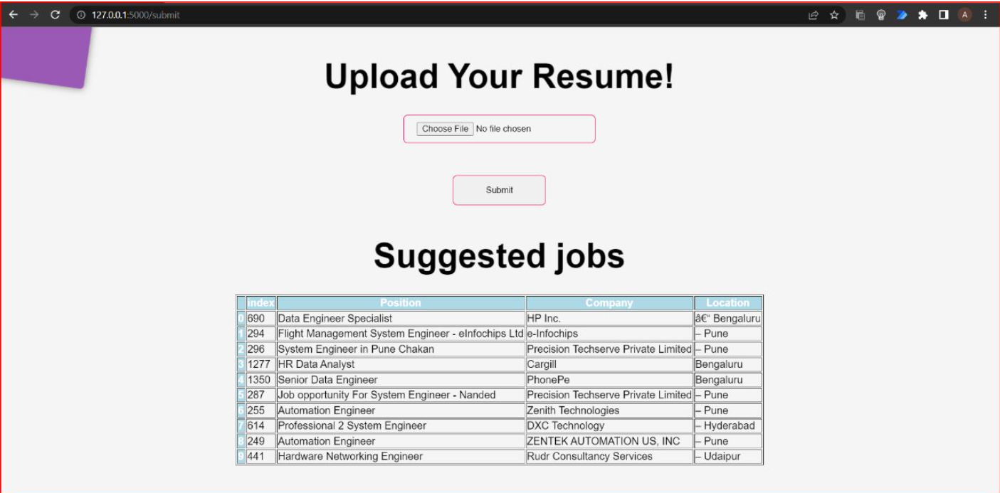 127.0.0.1:5000/submit
A
Upload Your Resume!
Choose File No file chosen
Submit
Suggested jobs
index Position Company Location
0 690 Data Engineer Specialist HP Inc. â€“ Bengaluru
1 294 Flight Management System Engineer - eInfochips Ltd e-Infochips – Pune
2 296 System Engineer in Pune Chakan Precision Techserve Private Limited – Pune
3 1277 HR Data Analyst Cargill Bengaluru
4 1350 Senior Data Engineer PhonePe Bengaluru
5 287 Job opportunity For System Engineer - Nanded Precision Techserve Private Limited – Pune
6 255 Automation Engineer Zenith Technologies – Pune
7 614 Professional 2 System Engineer DXC Technology – Hyderabad
8 249 Automation Engineer ZENTEK AUTOMATION US, INC – Pune
9 441 Hardware Networking Engineer Rudr Consultancy Services – Udaipur